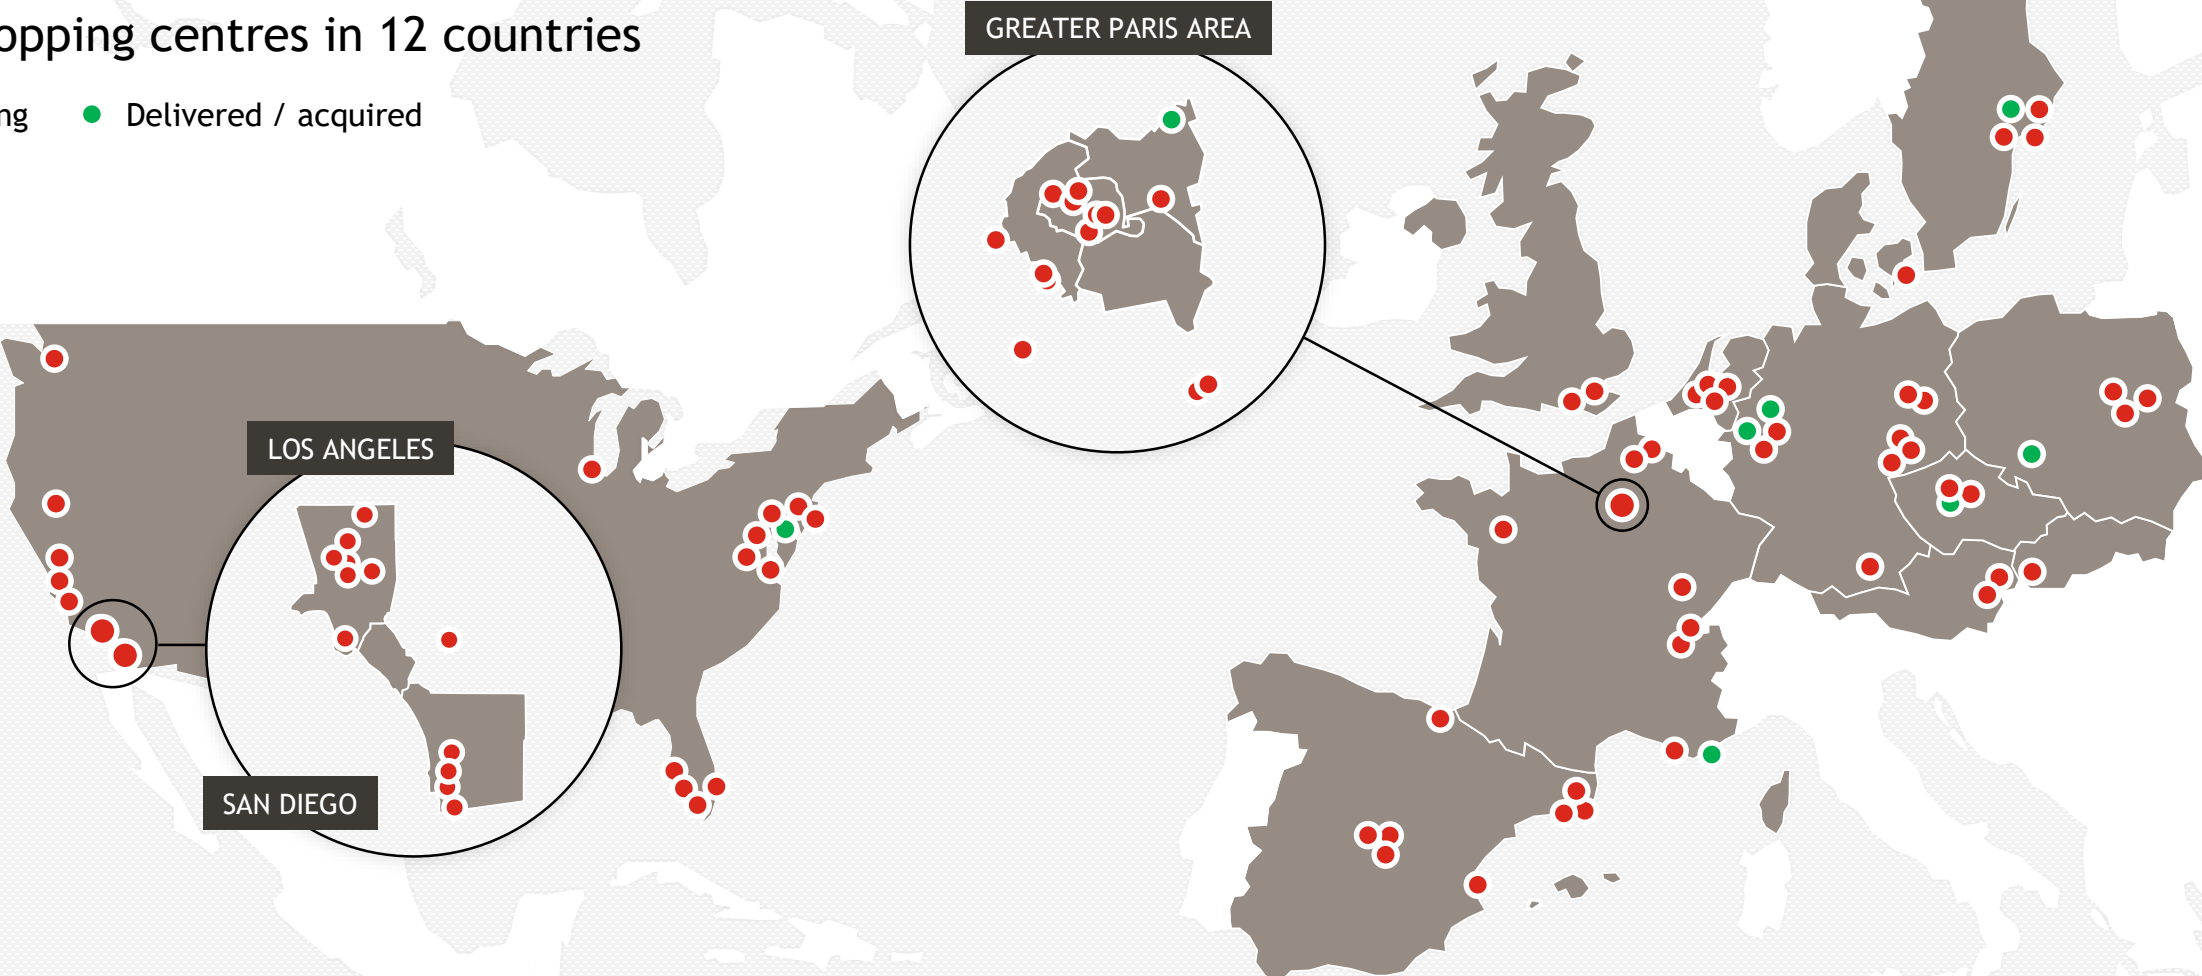 opping centres in 12 countries
ng Delivered / acquired
GREATER PARIS AREA
LOS ANGELES
SAN DIEGO